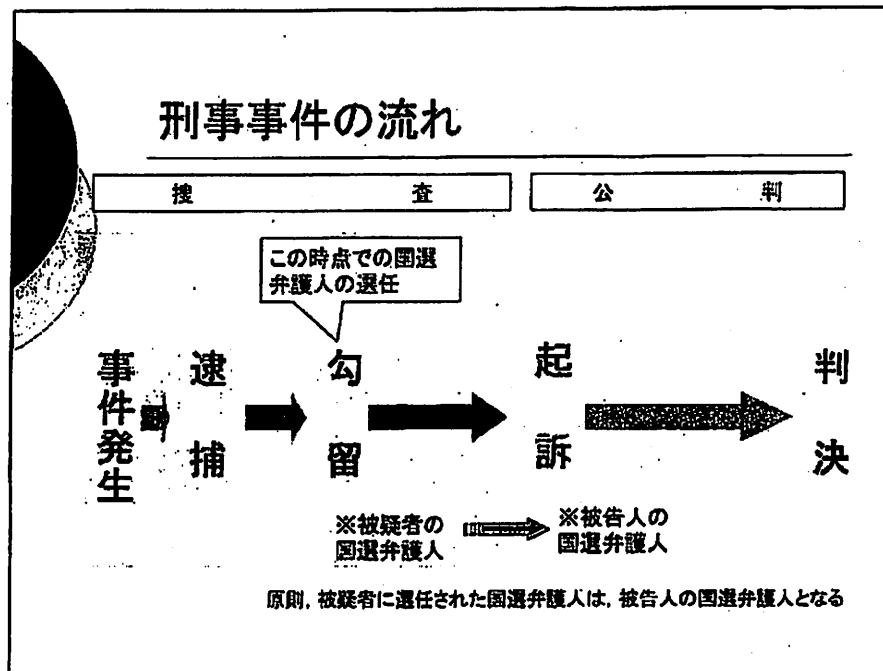 刑事事件の流れ
捜査
公判
この時点での国選
弁護人の選任
事件発生
逮捕
勾留
起訴
判決
※被疑者の
国選弁護人
※被告人の
国選弁護人
原則，被疑者に選任された国選弁護人は，被告人の国選弁護人となる